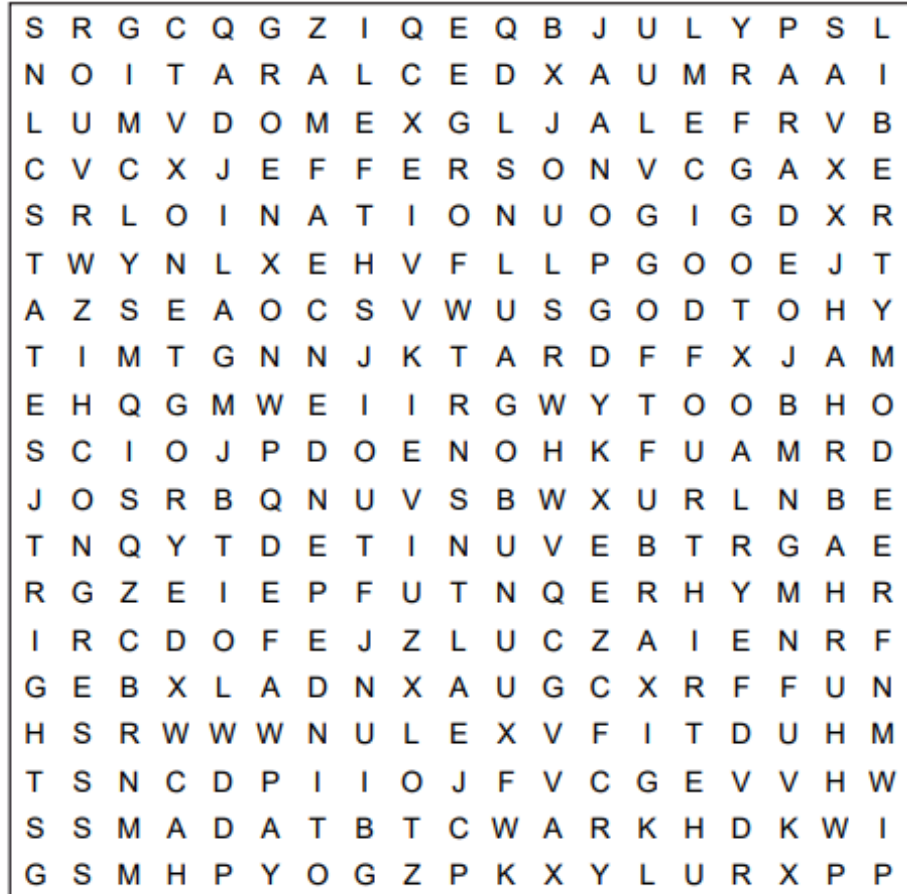 S R G C Q G Z I Q E Q B J U L Y P S L
N O I T A R A L C E D X A U M R A A I
L U M V D O M E X G L J A L E F R V B
C V C X J E F F E R S O N V C G A X E
S R L O I N A T I O N U O G I G D X R
T W Y N L X E H V F L L P G O O E J T
A Z S E A O C S V W U S G O D T O H Y
T I M T G N N J K T A R D F F X J A M
E H Q G M W E I I R G W Y T O O B H O
S C I O J P D O E N O H K F U A M R D
J O S R B Q N U V S B W X U R L N B E
T N Q Y T D E T I N U V E B T R G A E
R G Z E I E P F U T N Q E R H Y M H R
I R C D O F E J Z L U C Z A I E N R F
G E B X L A D N X A U G C X R F F U N
H S R W W W N U L E X V F I T D U H M
T S N C D P I I O J F V C G E V V H W
S S M A D A T B T C W A R K H D K W I
G S M H P Y O G Z P K X Y L U R X P P